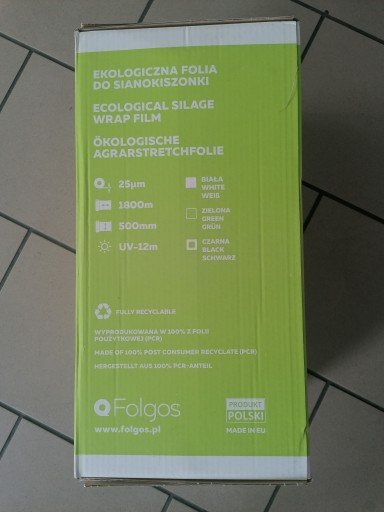 EKOLOGICZNA FOLIA
DO SIANOKISZONKI
ECOLOGICAL SILAGE
WRAP FILM
ÖKOLOGISCHE
AGRARSTRETCHFOLIE
25µm
1800m
500mm
UV-12m
BIAŁA
WHITE
WEIS
ZIELONA
GREEN
GRÜN
CZARNA
BLACK
SCHWARZ
FULLY RECYCLABLE
WYPRODUKOWANA W 100% Z FOLII
POUŻYTKOWEJ (PCR)
MADE OF 100% POST CONSUMER RECYCLATE (PCR)
HERGESTELLT AUS 100% PCR-ANTEIL
Folgos
www.folgos.pl
PRODUKT
POLSKI
MADE IN EU